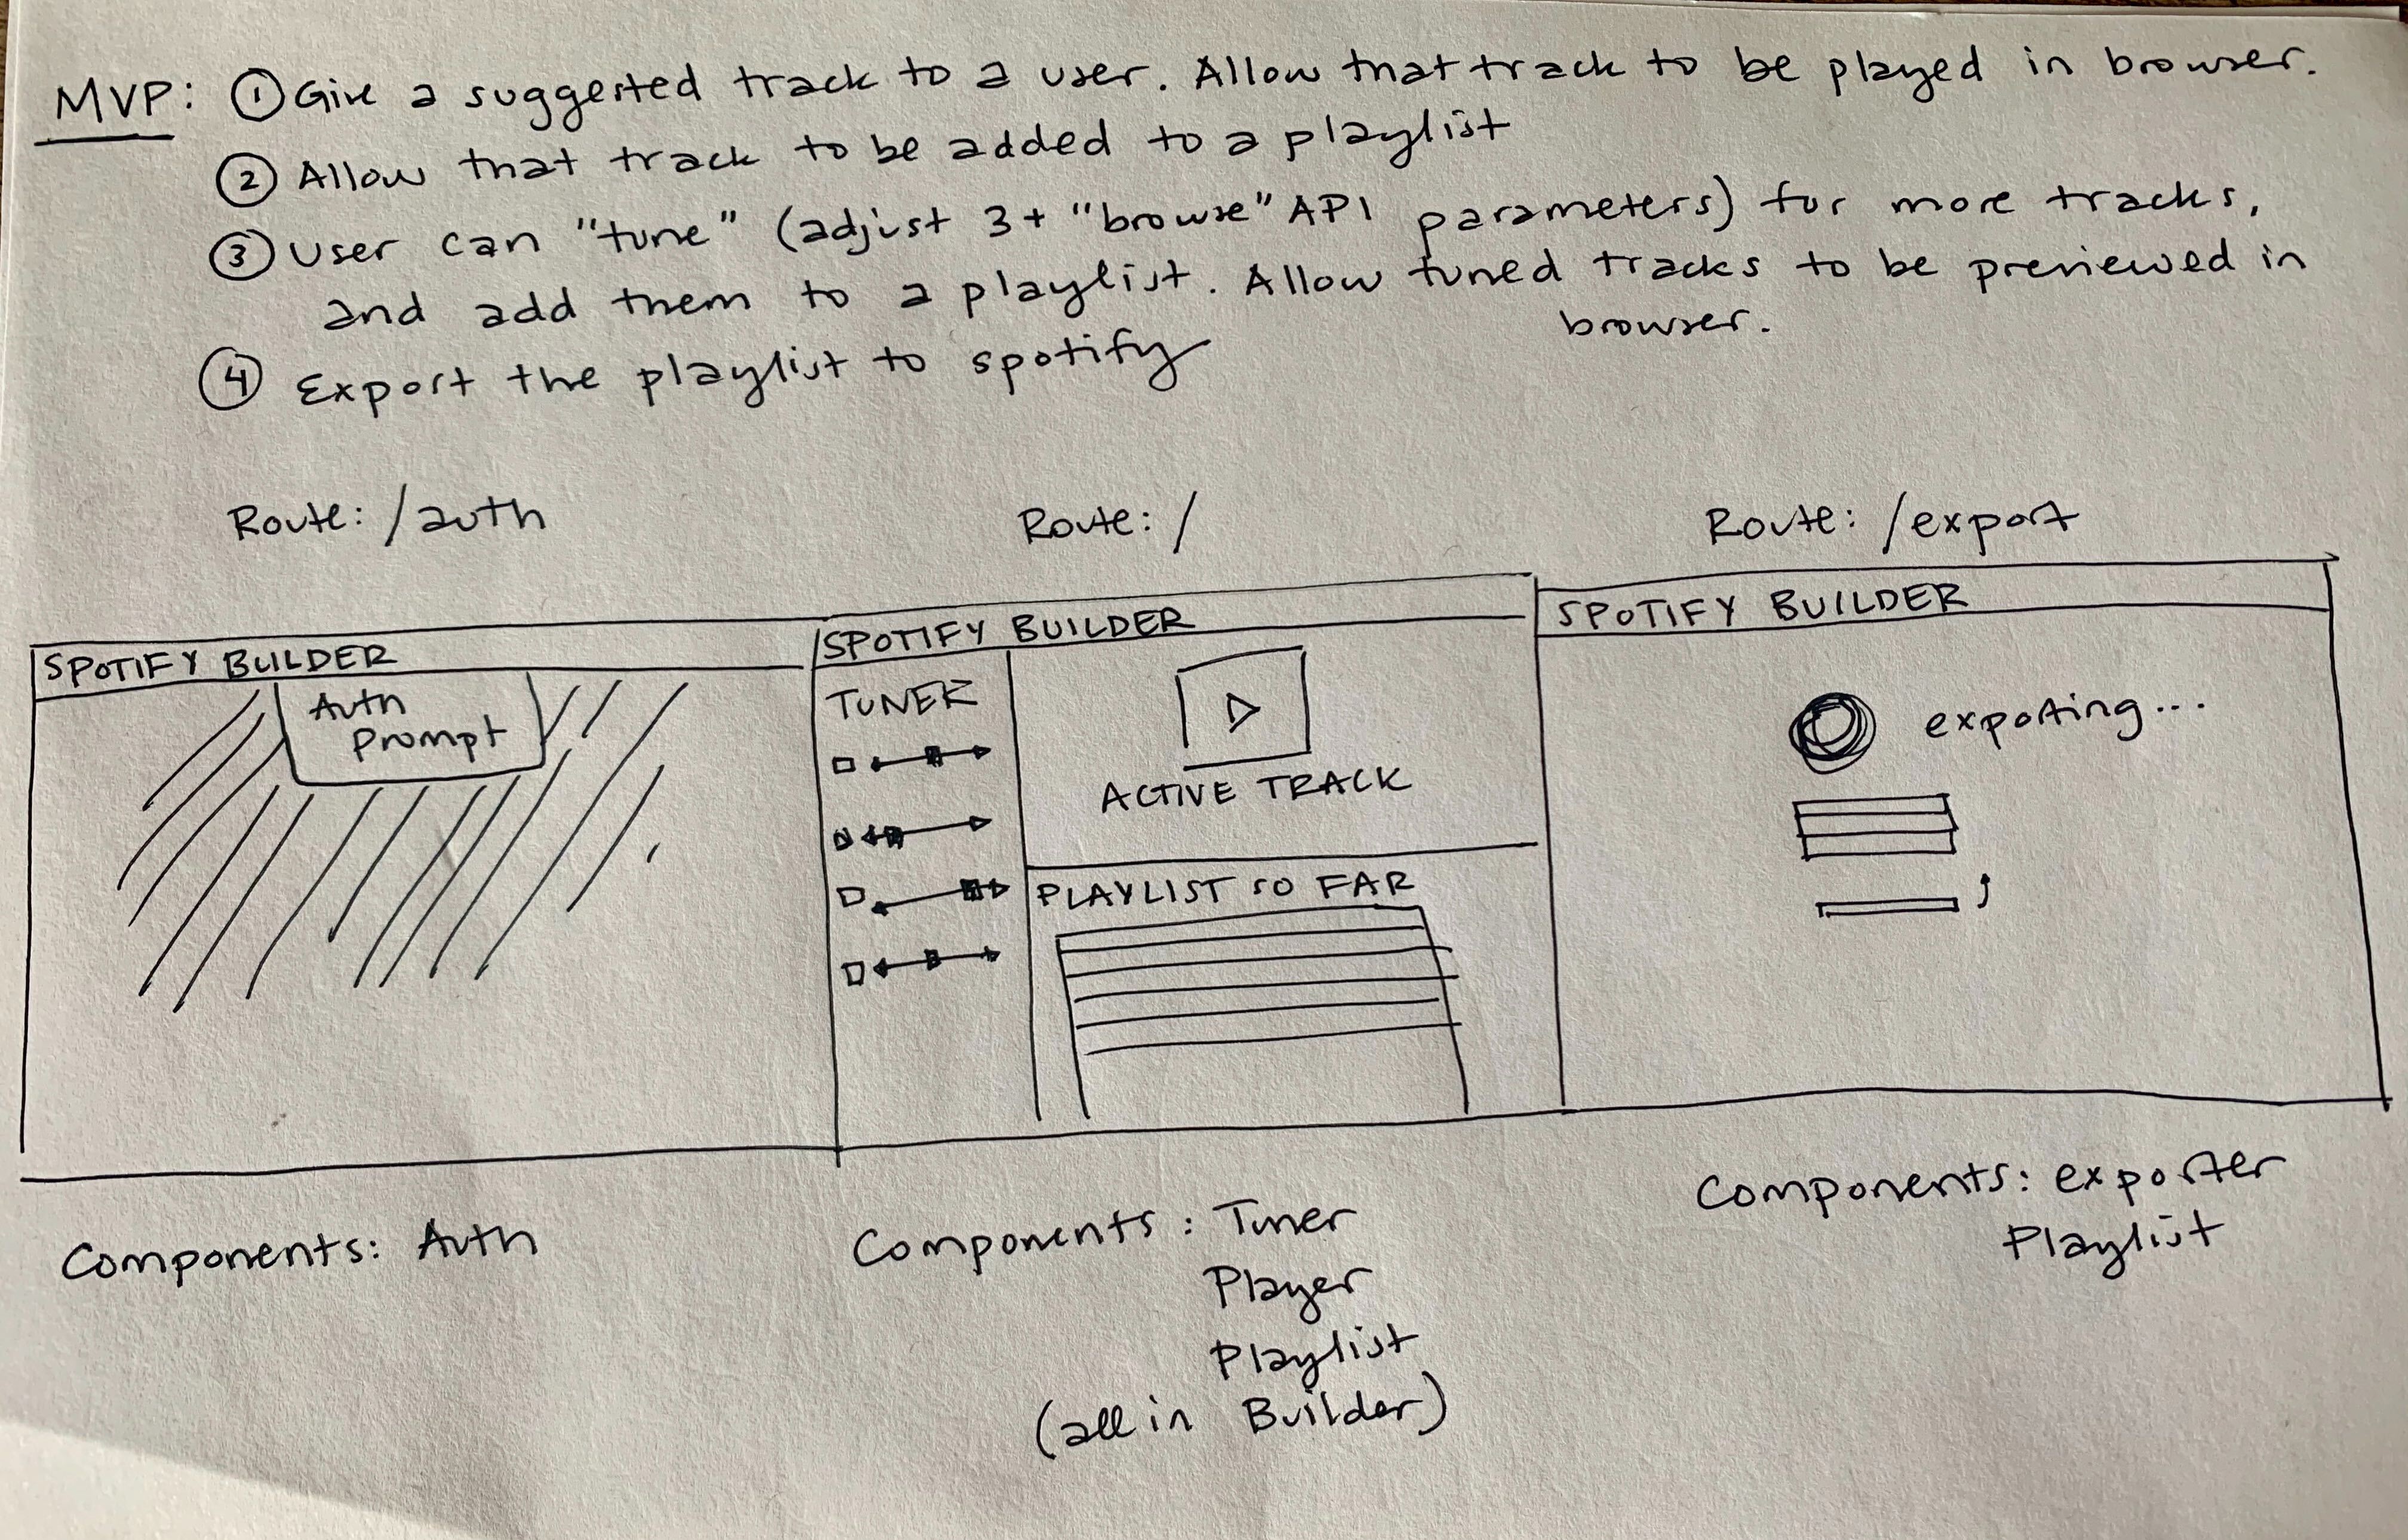 MVP: ① Give a suggested track to a user. Allow that track to be played in browser.
② Allow that track to be added to a playlist
③ User can "tune" (adjust 3+ "browse" API parameters) for more tracks,
and add them to a playlist. Allow tuned tracks to be previewed in
browser.
④ Export the playlist to spotify
Route: /auth
SPOTIFY BUILDER
Auth
Prompt
Components: Auth
Route: /
SPOTIFY BUILDER
TUNER
ACTIVE TRACK
PLAYLIST SO FAR
Components: Tuner
Player
Playlist
(all in Builder)
Route: /export
SPOTIFY BUILDER
exporting...
Components: exporter
Playlist